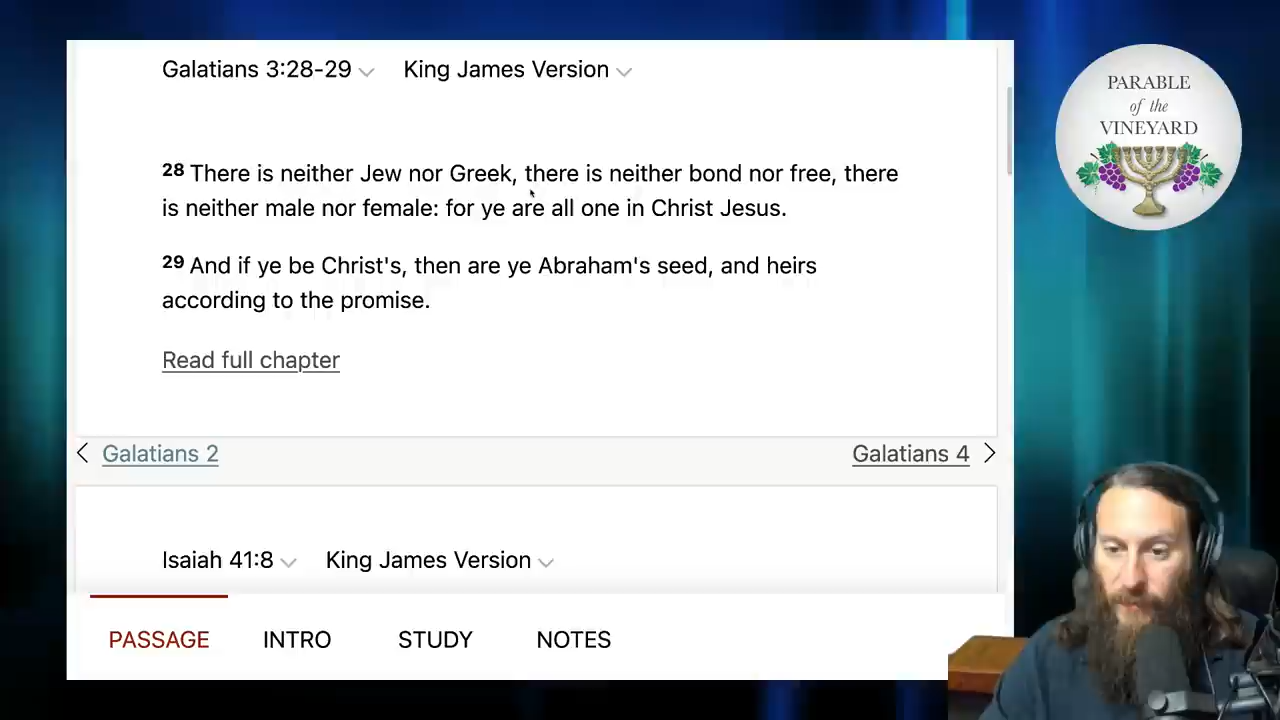 Galatians 3:28-29 King James Version
28 There is neither Jew nor Greek, there is neither bond nor free, there
is neither male nor female: for ye are all one in Christ Jesus.
29 And if ye be Christ's, then are ye Abraham's seed, and heirs
according to the promise.
Read full chapter
Galatians 2
Galatians 4
Isaiah 41:8 King James Version
PASSAGE INTRO STUDY NOTES
PARABLE
of the
VINEYARD